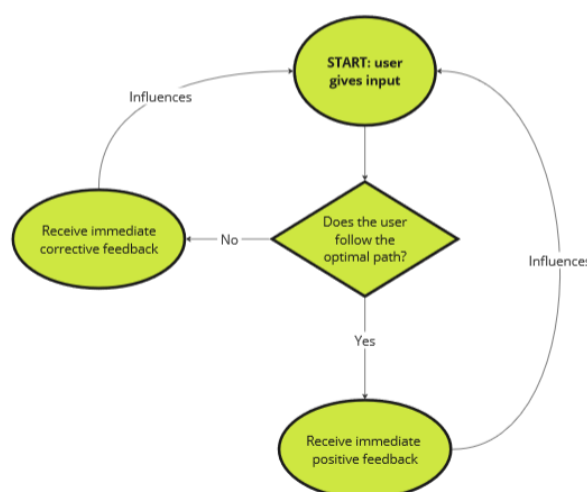 START: user
gives input
Influences
Does the user
follow the
optimal path?
No
Receive immediate
corrective feedback
Influences
Yes
Receive immediate
positive feedback